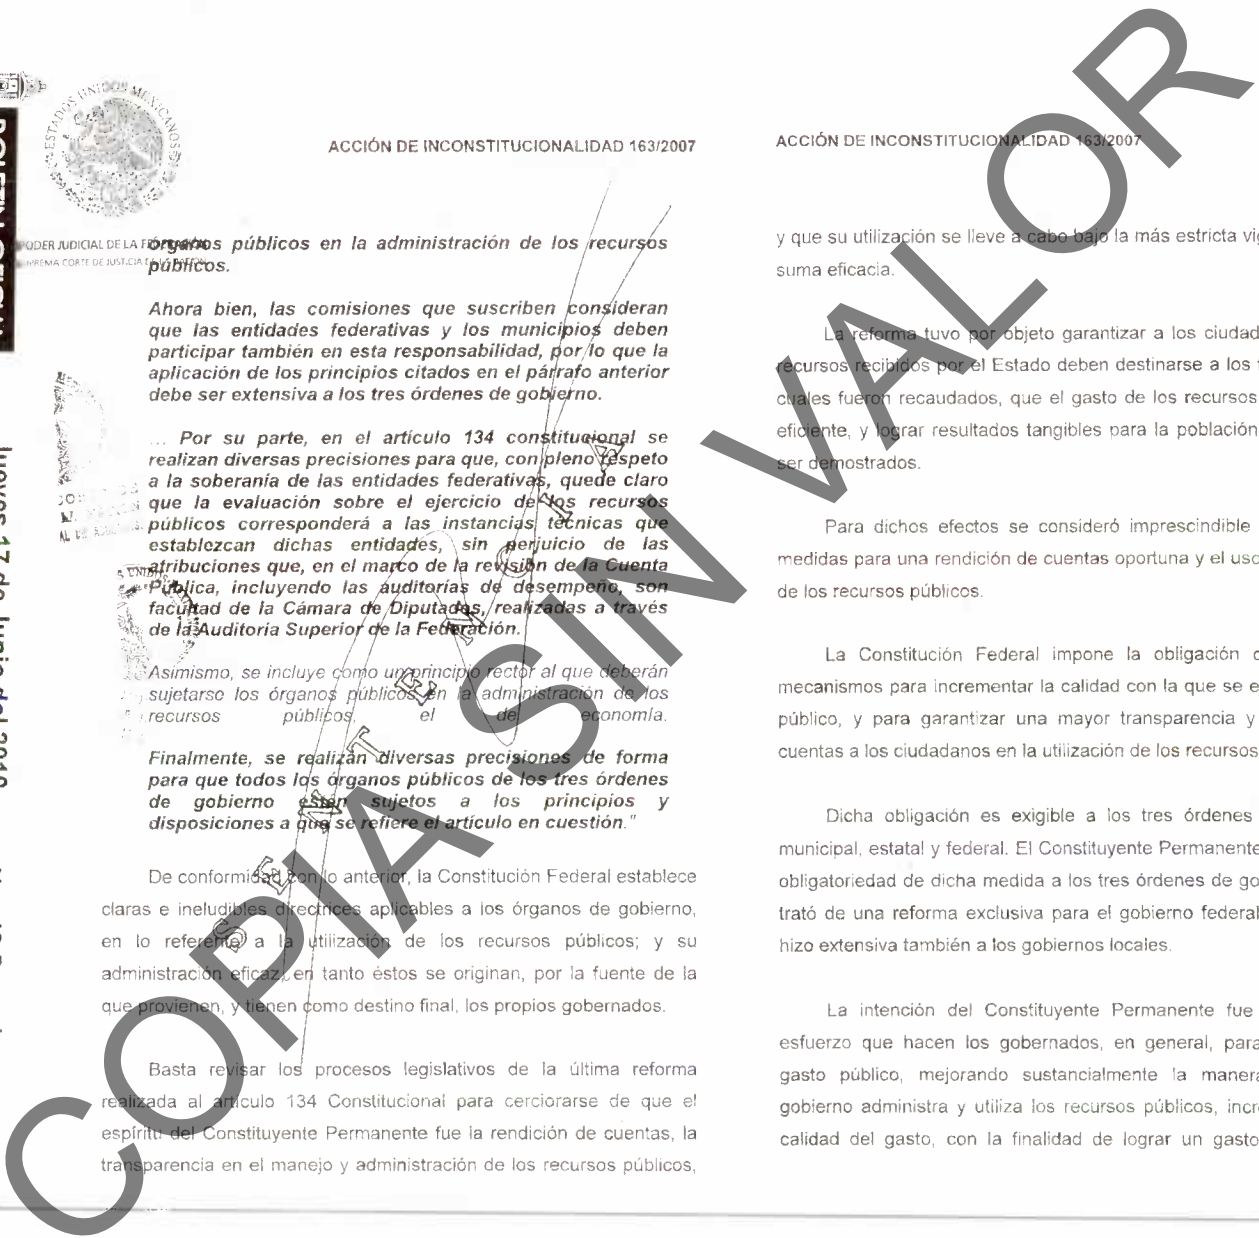 ACCIÓN DE INCONSTITUCIONALIDAD 163/2007
PODER JUDICIAL DE LA FEDERACIÓN
SUPREMA CORTE DE JUSTICIA DE LA NACIÓN
órganos públicos en la administración de los recursos
públicos.
Ahora bien, las comisiones que suscriben consideran
que las entidades federativas y los municipios deben
participar también en esta responsabilidad, por lo que la
aplicación de los principios citados en el párrafo anterior
debe ser extensiva a los tres órdenes de gobierno.
... Por su parte, en el artículo 134 constitucional se
realizan diversas precisiones para que, con pleno respeto
a la soberanía de las entidades federativas, quede claro
que la evaluación sobre el ejercicio de los recursos
públicos corresponderá a las instancias técnicas que
establezcan dichas entidades, sin perjuicio de las
atribuciones que, en el marco de la revisión de la Cuenta
Pública, incluyendo las auditorías de desempeño, son
facultad de la Cámara de Diputados, realizadas a través
de la Auditoría Superior de la Federación.
Asimismo, se incluye como un principio rector al que deberán
sujetarse los órganos públicos en la administración de los
recursos públicos, el de economía.
Finalmente, se realizan diversas precisiones de forma
para que todos los órganos públicos de los tres órdenes
de gobierno estén sujetos a los principios y
disposiciones a que se refiere el artículo en cuestión."
De conformidad con lo anterior, la Constitución Federal establece
claras e ineludibles directrices aplicables a los órganos de gobierno,
en lo referente a la utilización de los recursos públicos; y su
administración eficaz, en tanto éstos se originan, por la fuente de la
que provienen, y tienen como destino final, los propios gobernados.
Basta revisar los procesos legislativos de la última reforma
realizada al artículo 134 Constitucional para cerciorarse de que el
espíritu del Constituyente Permanente fue la rendición de cuentas, la
transparencia en el manejo y administración de los recursos públicos,
ACCIÓN DE INCONSTITUCIONALIDAD 163/2007
y que su utilización se lleve a cabo bajo la más estricta vig
suma eficacia.
La reforma tuvo por objeto garantizar a los ciudad
recursos recibidos por el Estado deben destinarse a los
cuales fueron recaudados, que el gasto de los recursos
eficiente, y lograr resultados tangibles para la población
ser demostrados.
Para dichos efectos se consideró imprescindible
medidas para una rendición de cuentas oportuna y el uso
de los recursos públicos.
La Constitución Federal impone la obligación
mecanismos para incrementar la calidad con la que se e
público, y para garantizar una mayor transparencia y
cuentas a los ciudadanos en la utilización de los recursos
Dicha obligación es exigible a los tres órdenes
municipal, estatal y federal. El Constituyente Permanente
obligatoriedad de dicha medida a los tres órdenes de go
trató de una reforma exclusiva para el gobierno federal
hizo extensiva también a los gobiernos locales.
La intención del Constituyente Permanente fue
esfuerzo que hacen los gobernados, en general, para
gasto público, mejorando sustancialmente la manera
gobierno administra y utiliza los recursos públicos, incr
calidad del gasto, con la finalidad de lograr un gasto
ESTADOS UNIDOS MEXICANOS
COPIA SIN VALOR